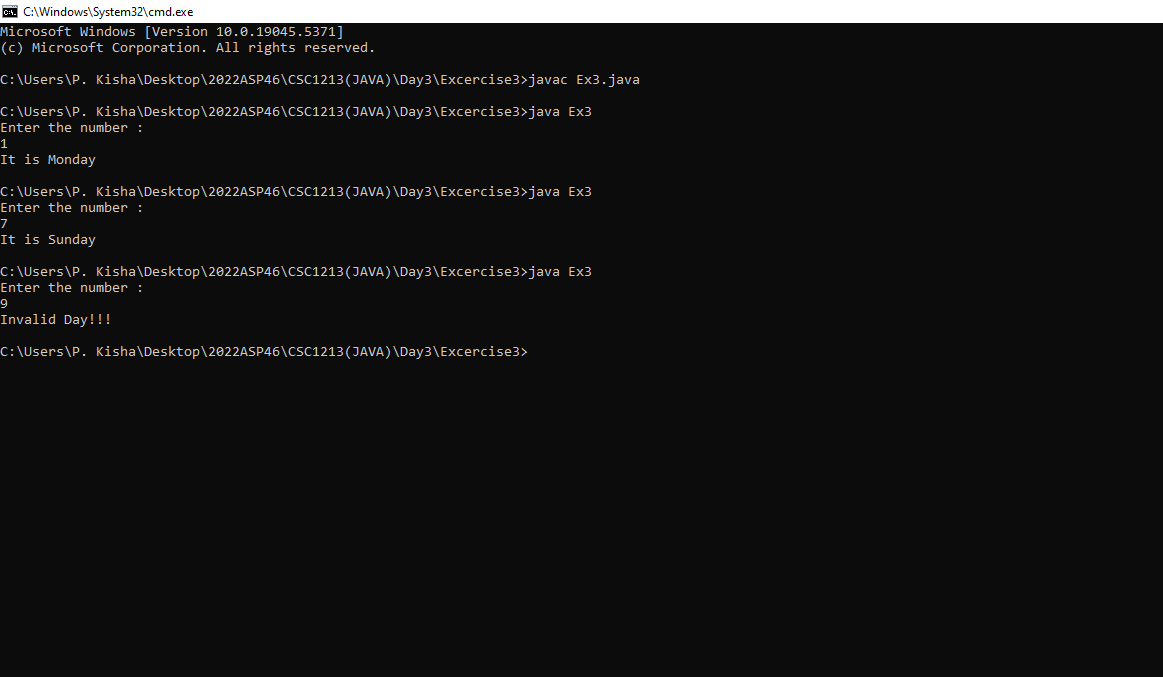 C:\Windows\System32\cmd.exe
Microsoft Windows [Version 10.0.19045.5371]
(c) Microsoft Corporation. All rights reserved.
C:\Users\P. Kisha\Desktop\2022ASP46\CSC1213(JAVA)\Day3\Excercise3>javac Ex3.java
C:\Users\P. Kisha\Desktop\2022ASP46\CSC1213(JAVA)\Day3\Excercise3>java Ex3
Enter the number :
1
It is Monday
C:\Users\P. Kisha\Desktop\2022ASP46\CSC1213(JAVA)\Day3\Excercise3>java Ex3
Enter the number :
7
It is Sunday
C:\Users\P. Kisha\Desktop\2022ASP46\CSC1213(JAVA)\Day3\Excercise3>java Ex3
Enter the number :
9
Invalid Day!!!
C:\Users\P. Kisha\Desktop\2022ASP46\CSC1213(JAVA)\Day3\Excercise3>